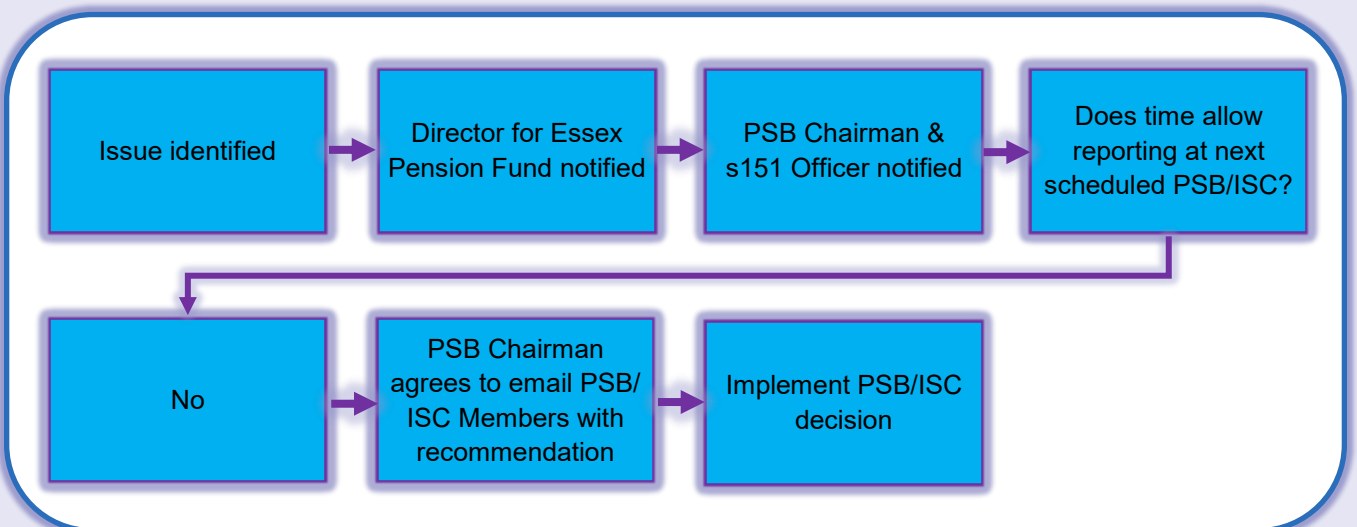 Issue identified
Director for Essex
Pension Fund notified
PSB Chairman &
s151 Officer notified
Does time allow
reporting at next
scheduled PSB/ISC?
No
PSB Chairman
agrees to email PSB/
ISC Members with
recommendation
Implement PSB/ISC
decision